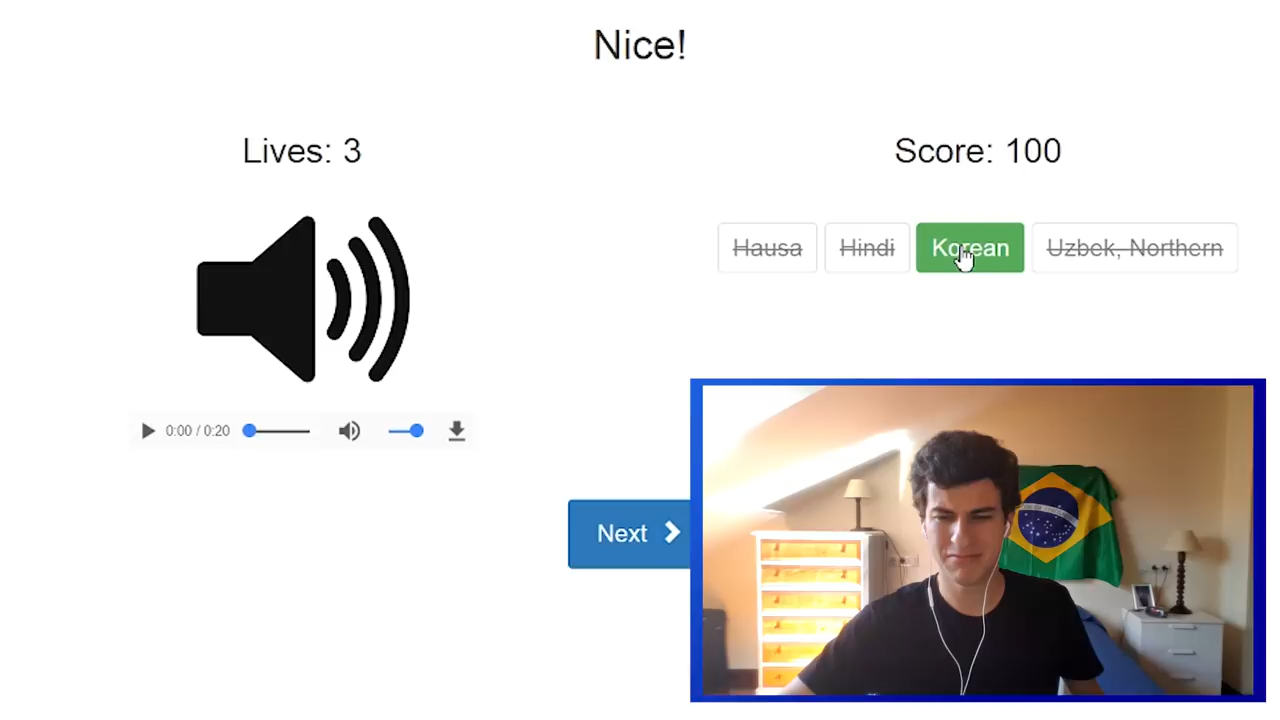 Nice!
Lives: 3
Score: 100
Hausa
Hindi
Korean
Uzbek, Northern
0:00 / 0:20
Next